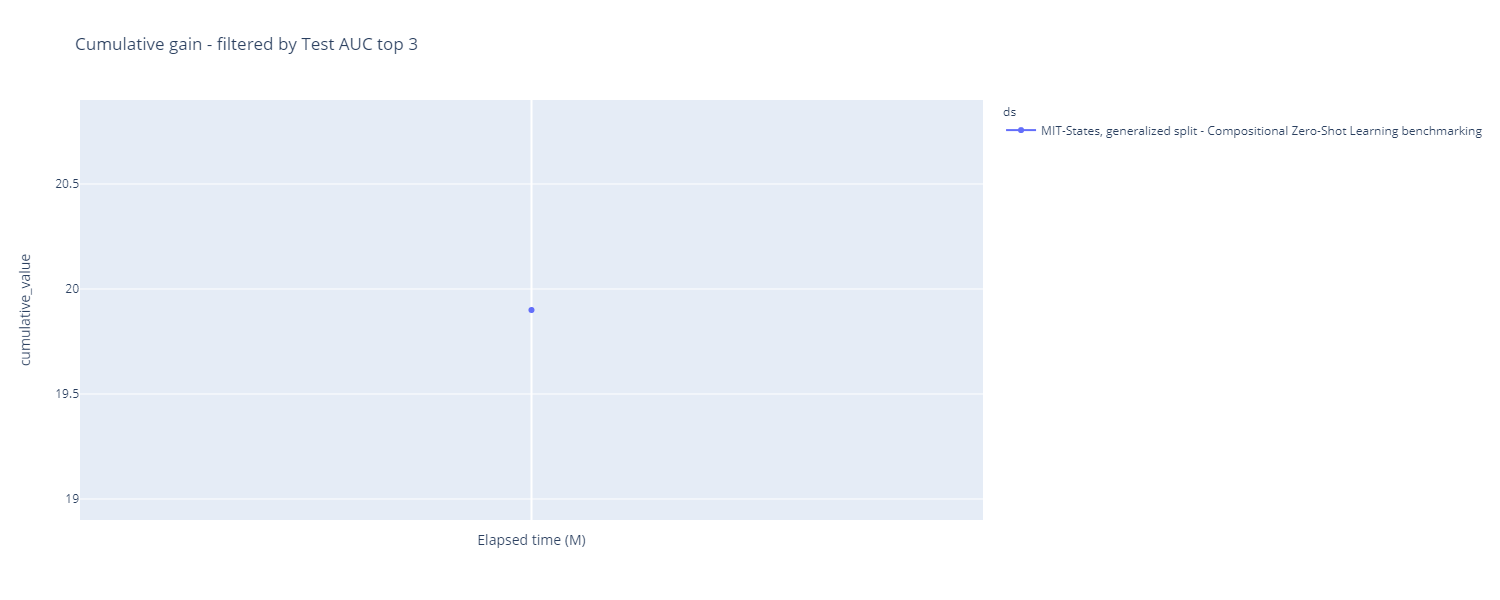 Cumulative gain - filtered by Test AUC top 3
ds
MIT-States, generalized split - Compositional Zero-Shot Learning benchmarking
20.5
20
19.5
19
cumulative_value
Elapsed time (M)